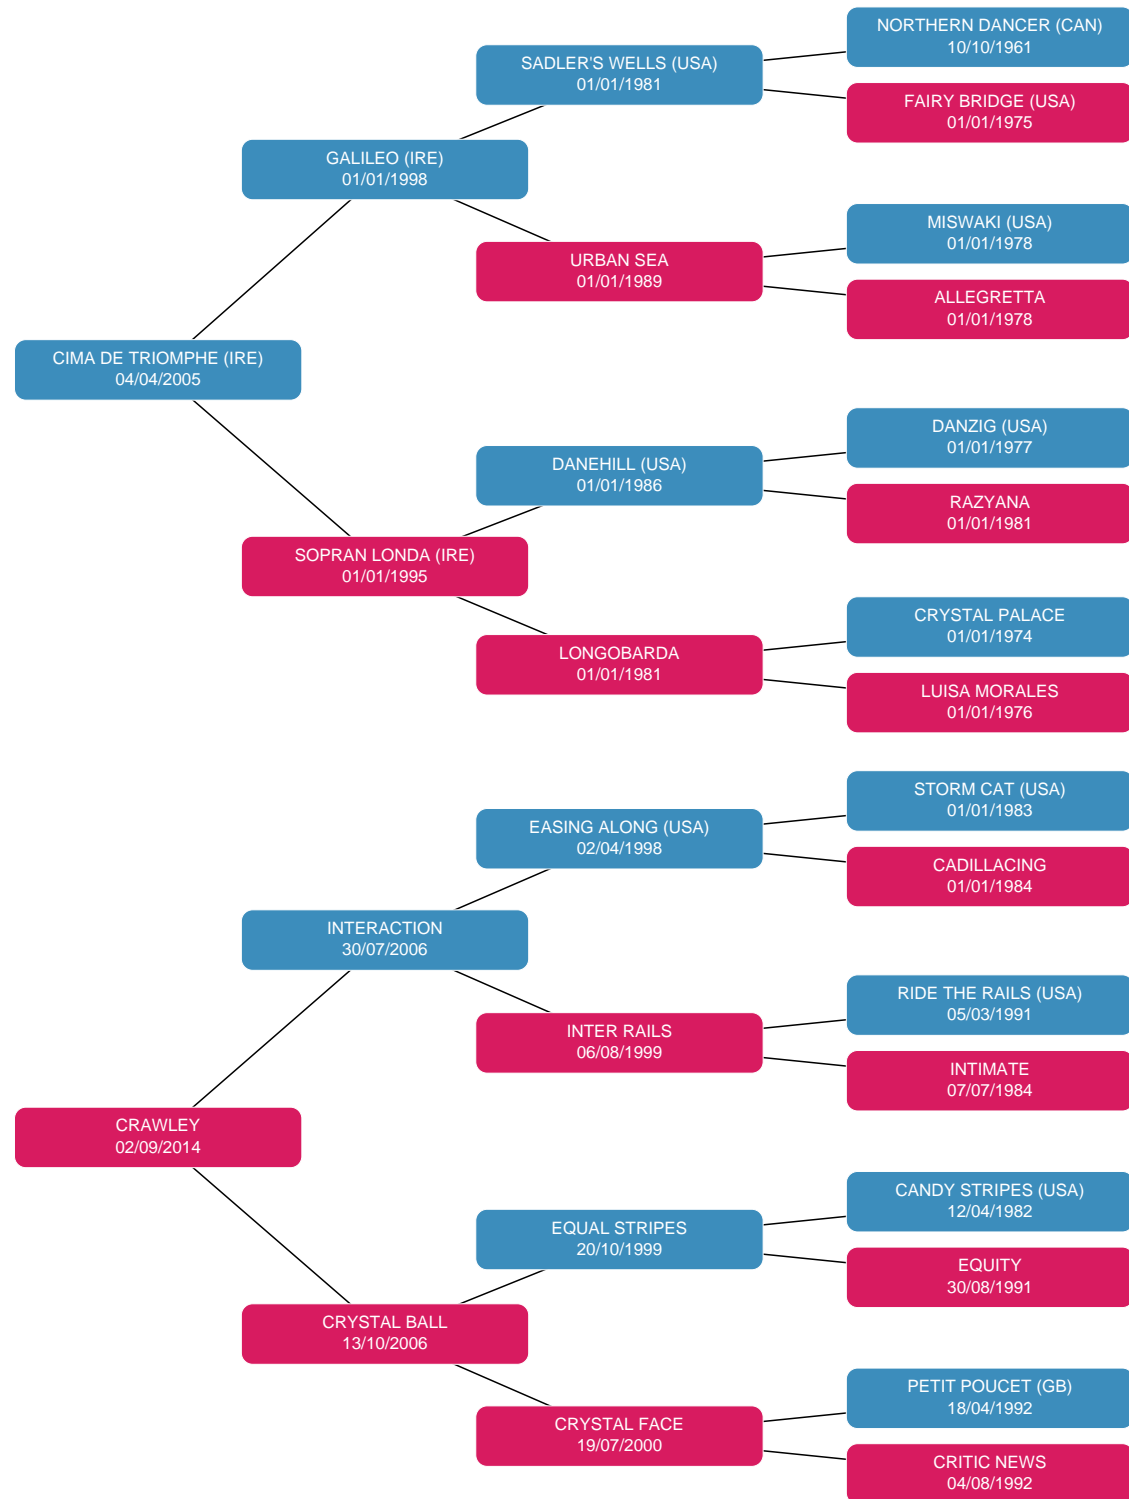 NORTHERN DANCER (CAN)
10/10/1961
SADLER'S WELLS (USA)
01/01/1981
FAIRY BRIDGE (USA)
01/01/1975
GALILEO (IRE)
01/01/1998
MISWAKI (USA)
01/01/1978
URBAN SEA
01/01/1989
ALLEGRETTA
01/01/1978
CIMA DE TRIOMPHE (IRE)
04/04/2005
DANZIG (USA)
01/01/1977
DANEHILL (USA)
01/01/1986
RAZYANA
01/01/1981
SOPRAN LONDA (IRE)
01/01/1995
CRYSTAL PALACE
01/01/1974
LONGOBARDA
01/01/1981
LUISA MORALES
01/01/1976
STORM CAT (USA)
01/01/1983
EASING ALONG (USA)
02/04/1998
CADILLACING
01/01/1984
INTERACTION
30/07/2006
RIDE THE RAILS (USA)
05/03/1991
INTER RAILS
06/08/1999
INTIMATE
07/07/1984
CRAWLEY
02/09/2014
CANDY STRIPES (USA)
12/04/1982
EQUAL STRIPES
20/10/1999
EQUITY
30/08/1991
CRYSTAL BALL
13/10/2006
PETIT POUCET (GB)
18/04/1992
CRYSTAL FACE
19/07/2000
CRITIC NEWS
04/08/1992